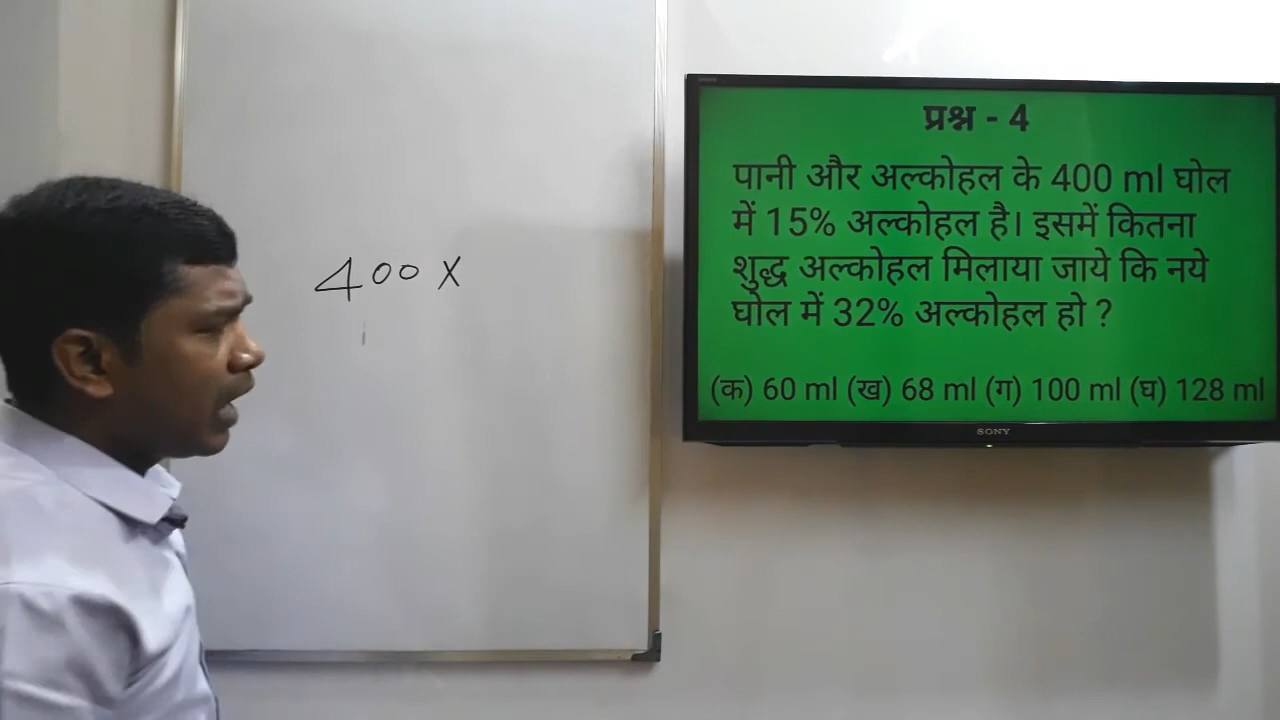 400 X
प्रश्न - 4
पानी और अल्कोहल के 400 ml घोल
में 15% अल्कोहल है। इसमें कितना
शुद्ध अल्कोहल मिलाया जाये कि नये
घोल में 32% अल्कोहल हो ?
(क) 60 ml (ख) 68 ml (ग) 100 ml (घ) 128 ml
SONY